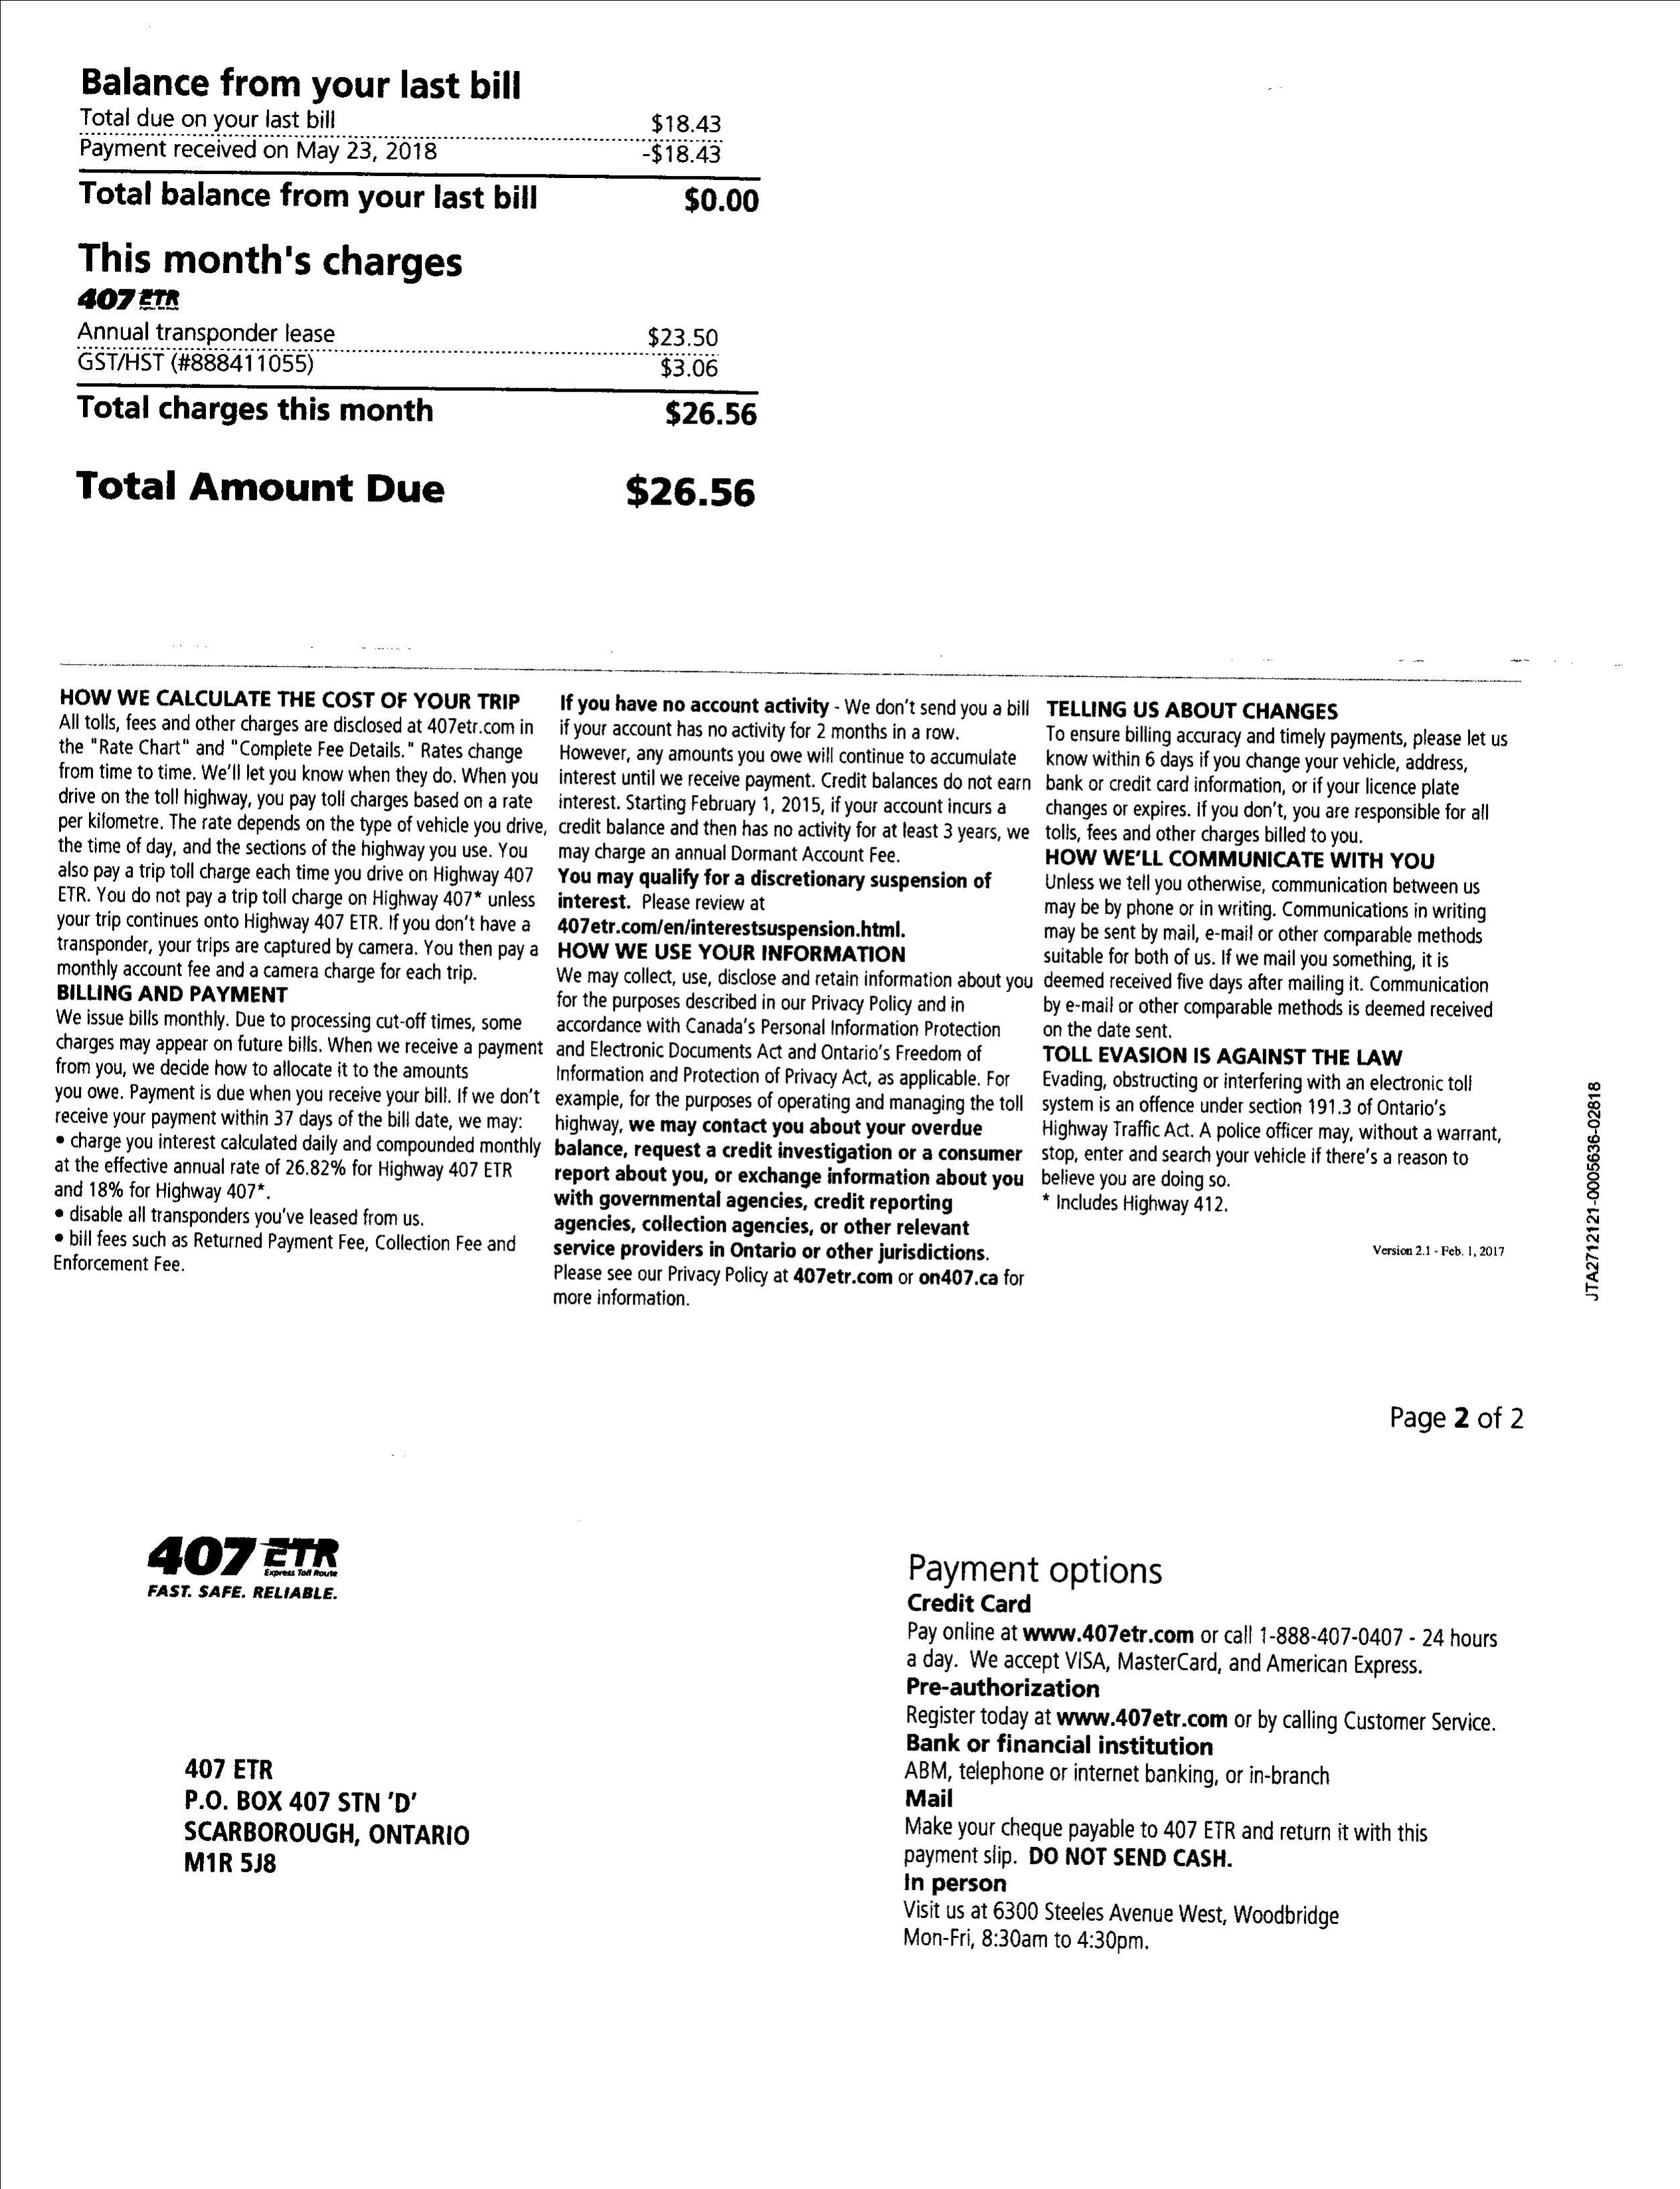 Balance from your last bill
Total due on your last bill $18.43
Payment received on May 23, 2018 -$18.43
Total balance from your last bill $0.00
This month's charges
407 ETR
Annual transponder lease $23.50
GST/HST (#888411055) $3.06
Total charges this month $26.56
Total Amount Due $26.56
HOW WE CALCULATE THE COST OF YOUR TRIP
All tolls, fees and other charges are disclosed at 407etr.com in
the "Rate Chart" and "Complete Fee Details." Rates change
from time to time. We'll let you know when they do. When you
drive on the toll highway, you pay toll charges based on a rate
per kilometre. The rate depends on the type of vehicle you drive,
the time of day, and the sections of the highway you use. You
also pay a trip toll charge each time you drive on Highway 407
ETR. You do not pay a trip toll charge on Highway 407* unless
your trip continues onto Highway 407 ETR. If you don't have a
transponder, your trips are captured by camera. You then pay a
monthly account fee and a camera charge for each trip.
BILLING AND PAYMENT
We issue bills monthly. Due to processing cut-off times, some
charges may appear on future bills. When we receive a payment
from you, we decide how to allocate it to the amounts
you owe. Payment is due when you receive your bill. If we don't
receive your payment within 37 days of the bill date, we may:
• charge you interest calculated daily and compounded monthly
at the effective annual rate of 26.82% for Highway 407 ETR
and 18% for Highway 407*.
• disable all transponders you've leased from us.
• bill fees such as Returned Payment Fee, Collection Fee and
Enforcement Fee.
If you have no account activity - We don't send you a bill
if your account has no activity for 2 months in a row.
However, any amounts you owe will continue to accumulate
interest until we receive payment. Credit balances do not earn
interest. Starting February 1, 2015, if your account incurs a
credit balance and then has no activity for at least 3 years, we
may charge an annual Dormant Account Fee.
You may qualify for a discretionary suspension of
interest. Please review at
407etr.com/en/interestsuspension.html.
HOW WE USE YOUR INFORMATION
We may collect, use, disclose and retain information about you
for the purposes described in our Privacy Policy and in
accordance with Canada's Personal Information Protection
and Electronic Documents Act and Ontario's Freedom of
Information and Protection of Privacy Act, as applicable. For
example, for the purposes of operating and managing the toll
highway, we may contact you about your overdue
balance, request a credit investigation or a consumer
report about you, or exchange information about you
with governmental agencies, credit reporting
agencies, collection agencies, or other relevant
service providers in Ontario or other jurisdictions.
Please see our Privacy Policy at 407etr.com or on407.ca for
more information.
TELLING US ABOUT CHANGES
To ensure billing accuracy and timely payments, please let us
know within 6 days if you change your vehicle, address,
bank or credit card information, or if your licence plate
changes or expires. If you don't, you are responsible for all
tolls, fees and other charges billed to you.
HOW WE'LL COMMUNICATE WITH YOU
Unless we tell you otherwise, communication between us
may be by phone or in writing. Communications in writing
may be sent by mail, e-mail or other comparable methods
suitable for both of us. If we mail you something, it is
deemed received five days after mailing it. Communication
by e-mail or other comparable methods is deemed received
on the date sent.
TOLL EVASION IS AGAINST THE LAW
Evading, obstructing or interfering with an electronic toll
system is an offence under section 191.3 of Ontario's
Highway Traffic Act. A police officer may, without a warrant,
stop, enter and search your vehicle if there's a reason to
believe you are doing so.
* Includes Highway 412.
Version 2.1 - Feb. 1, 2017
JTA2712121-0005636-02818
Page 2 of 2
407 ETR
Express Toll Route
FAST. SAFE. RELIABLE.
407 ETR
P.O. BOX 407 STN 'D'
SCARBOROUGH, ONTARIO
M1R 5J8
Payment options
Credit Card
Pay online at www.407etr.com or call 1-888-407-0407 - 24 hours
a day. We accept VISA, MasterCard, and American Express.
Pre-authorization
Register today at www.407etr.com or by calling Customer Service.
Bank or financial institution
ABM, telephone or internet banking, or in-branch
Mail
Make your cheque payable to 407 ETR and return it with this
payment slip. DO NOT SEND CASH.
In person
Visit us at 6300 Steeles Avenue West, Woodbridge
Mon-Fri, 8:30am to 4:30pm.